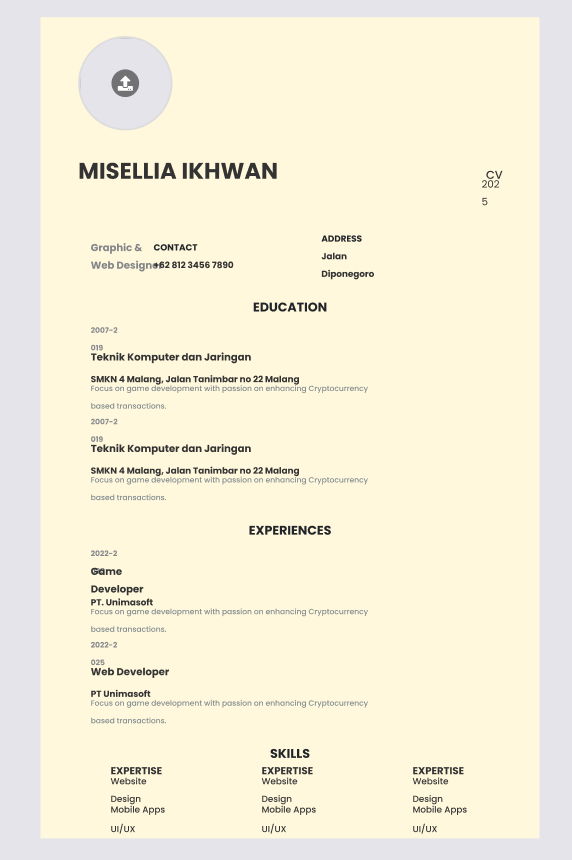 MISELLIA IKHWAN
CV
202
5
Graphic &
Web Designer
CONTACT
+62 812 3456 7890
ADDRESS
Jalan
Diponegoro
EDUCATION
2007-2
019
Teknik Komputer dan Jaringan
SMKN 4 Malang, Jalan Tanimbar no 22 Malang
Focus on game development with passion on enhancing Cryptocurrency
based transactions.
2007-2
019
Teknik Komputer dan Jaringan
SMKN 4 Malang, Jalan Tanimbar no 22 Malang
Focus on game development with passion on enhancing Cryptocurrency
based transactions.
EXPERIENCES
2022-2
Game
Developer
PT. Unimasoft
Focus on game development with passion on enhancing Cryptocurrency
based transactions.
2022-2
025
Web Developer
PT Unimasoft
Focus on game development with passion on enhancing Cryptocurrency
based transactions.
SKILLS
EXPERTISE
Website
Design
Mobile Apps
UI/UX
EXPERTISE
Website
Design
Mobile Apps
UI/UX
EXPERTISE
Website
Design
Mobile Apps
UI/UX